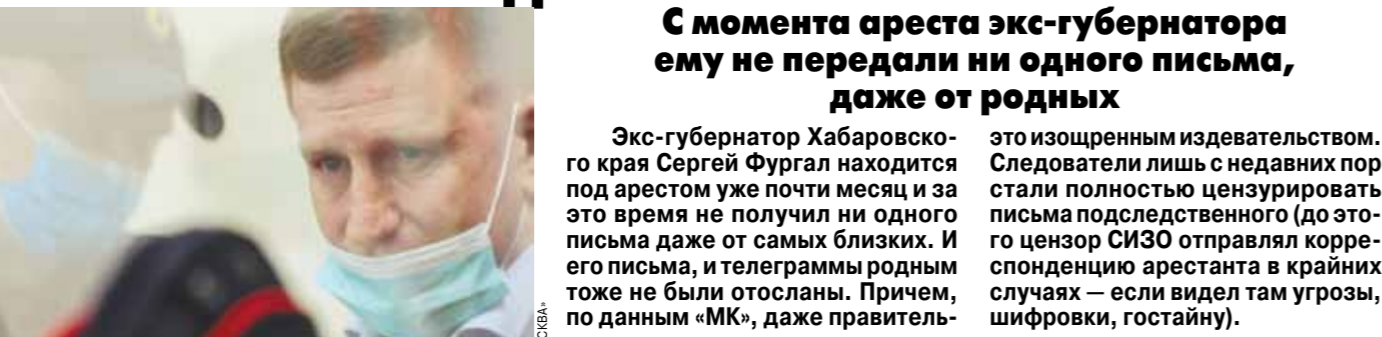 С момента ареста экс-губернатора
ему не передали ни одного письма,
даже от родных
Экс-губернатор Хабаровско-
го края Сергей Фургал находится
под арестом уже почти месяц и за
это время не получил ни одного
письма даже от самых близких. И
его письма, и телеграммы родным
тоже не были отосланы. Причем,
по данным «МК», даже правитель-
это изощренным издевательством.
Следователи лишь с недавних пор
стали полностью цензурировать
письма подследственного (до это-
го цензор СИЗО отправлял корре-
спонденцию арестанта в крайних
случаях — если видел там угрозы,
шифровки, гостайну).